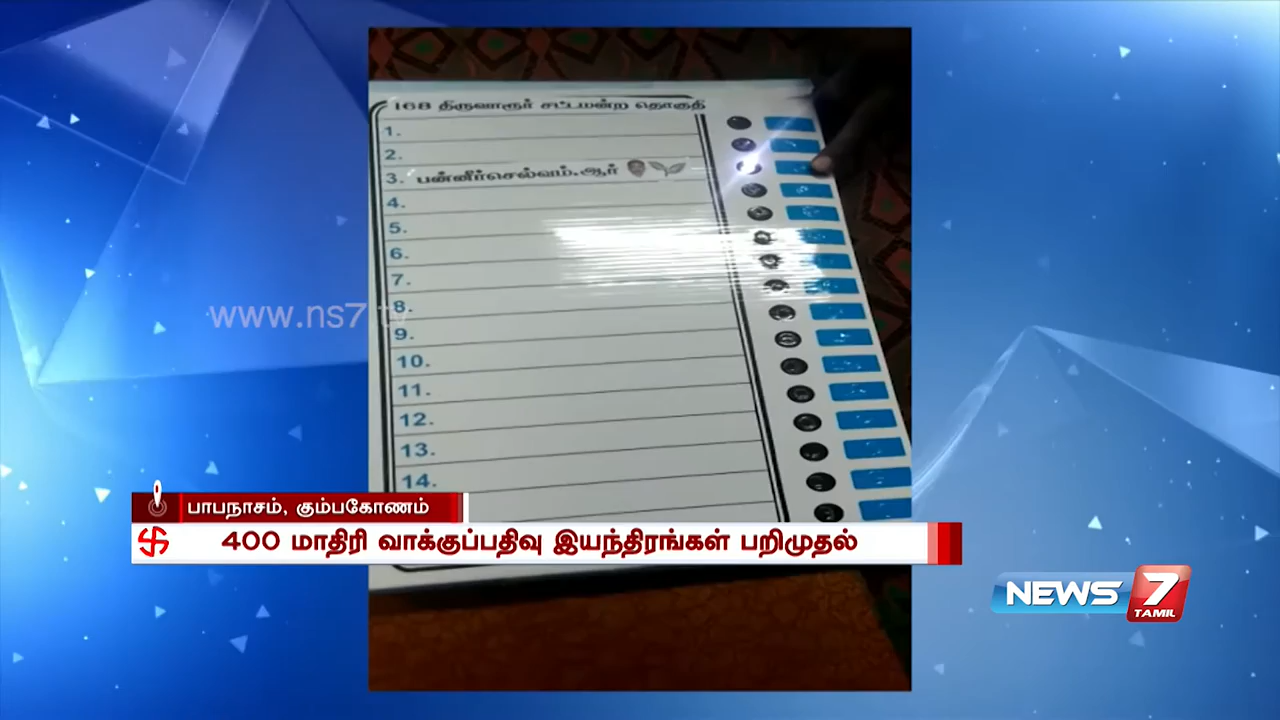 168 திருவாரூர் சட்டமன்ற தொகுதி
1.
2.
3. பன்னீர்செல்வம்.ஆர்
4.
5.
6.
7.
www.ns7.tv
8.
9.
10.
11.
12.
13.
14.
பாபநாசம், கும்பகோணம்
400 மாதிரி வாக்குப்பதிவு இயந்திரங்கள் பறிமுதல்
NEWS 7
TAMIL